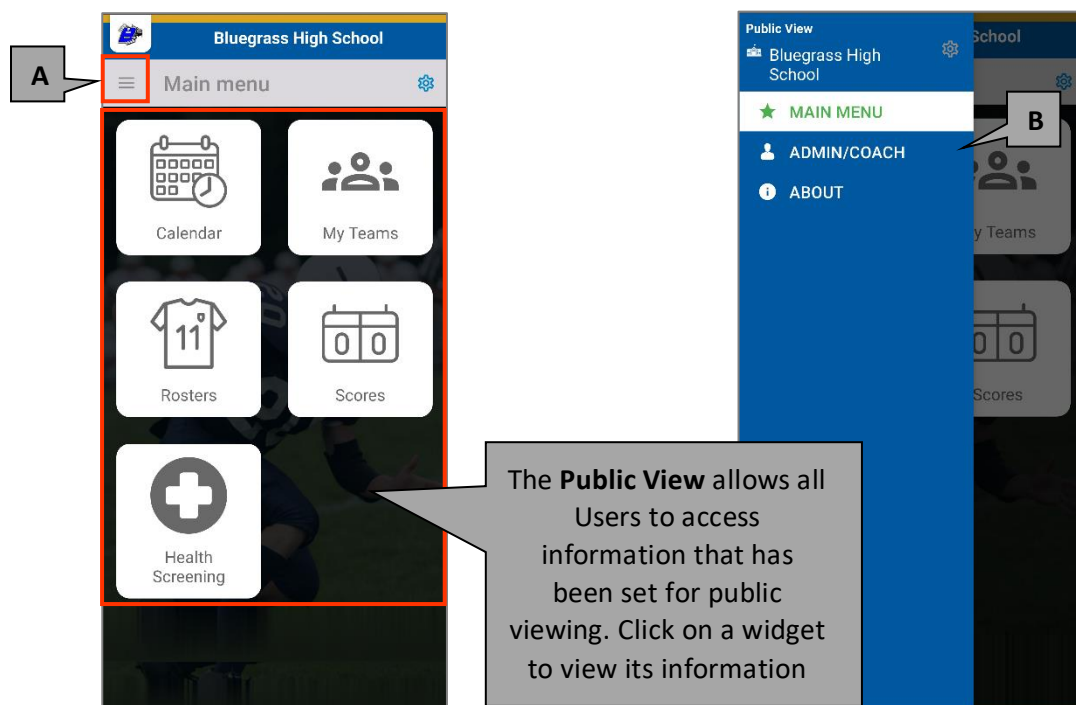 Bluegrass High School
A
Main menu
Calendar
My Teams
11
Rosters
0 0
Scores
Health
Screening
The Public View allows all
Users to access
information that has
been set for public
viewing. Click on a widget
to view its information
Public View
Bluegrass High
School
School
MAIN MENU
B
ADMIN/COACH
ABOUT
y Teams
0
Scores